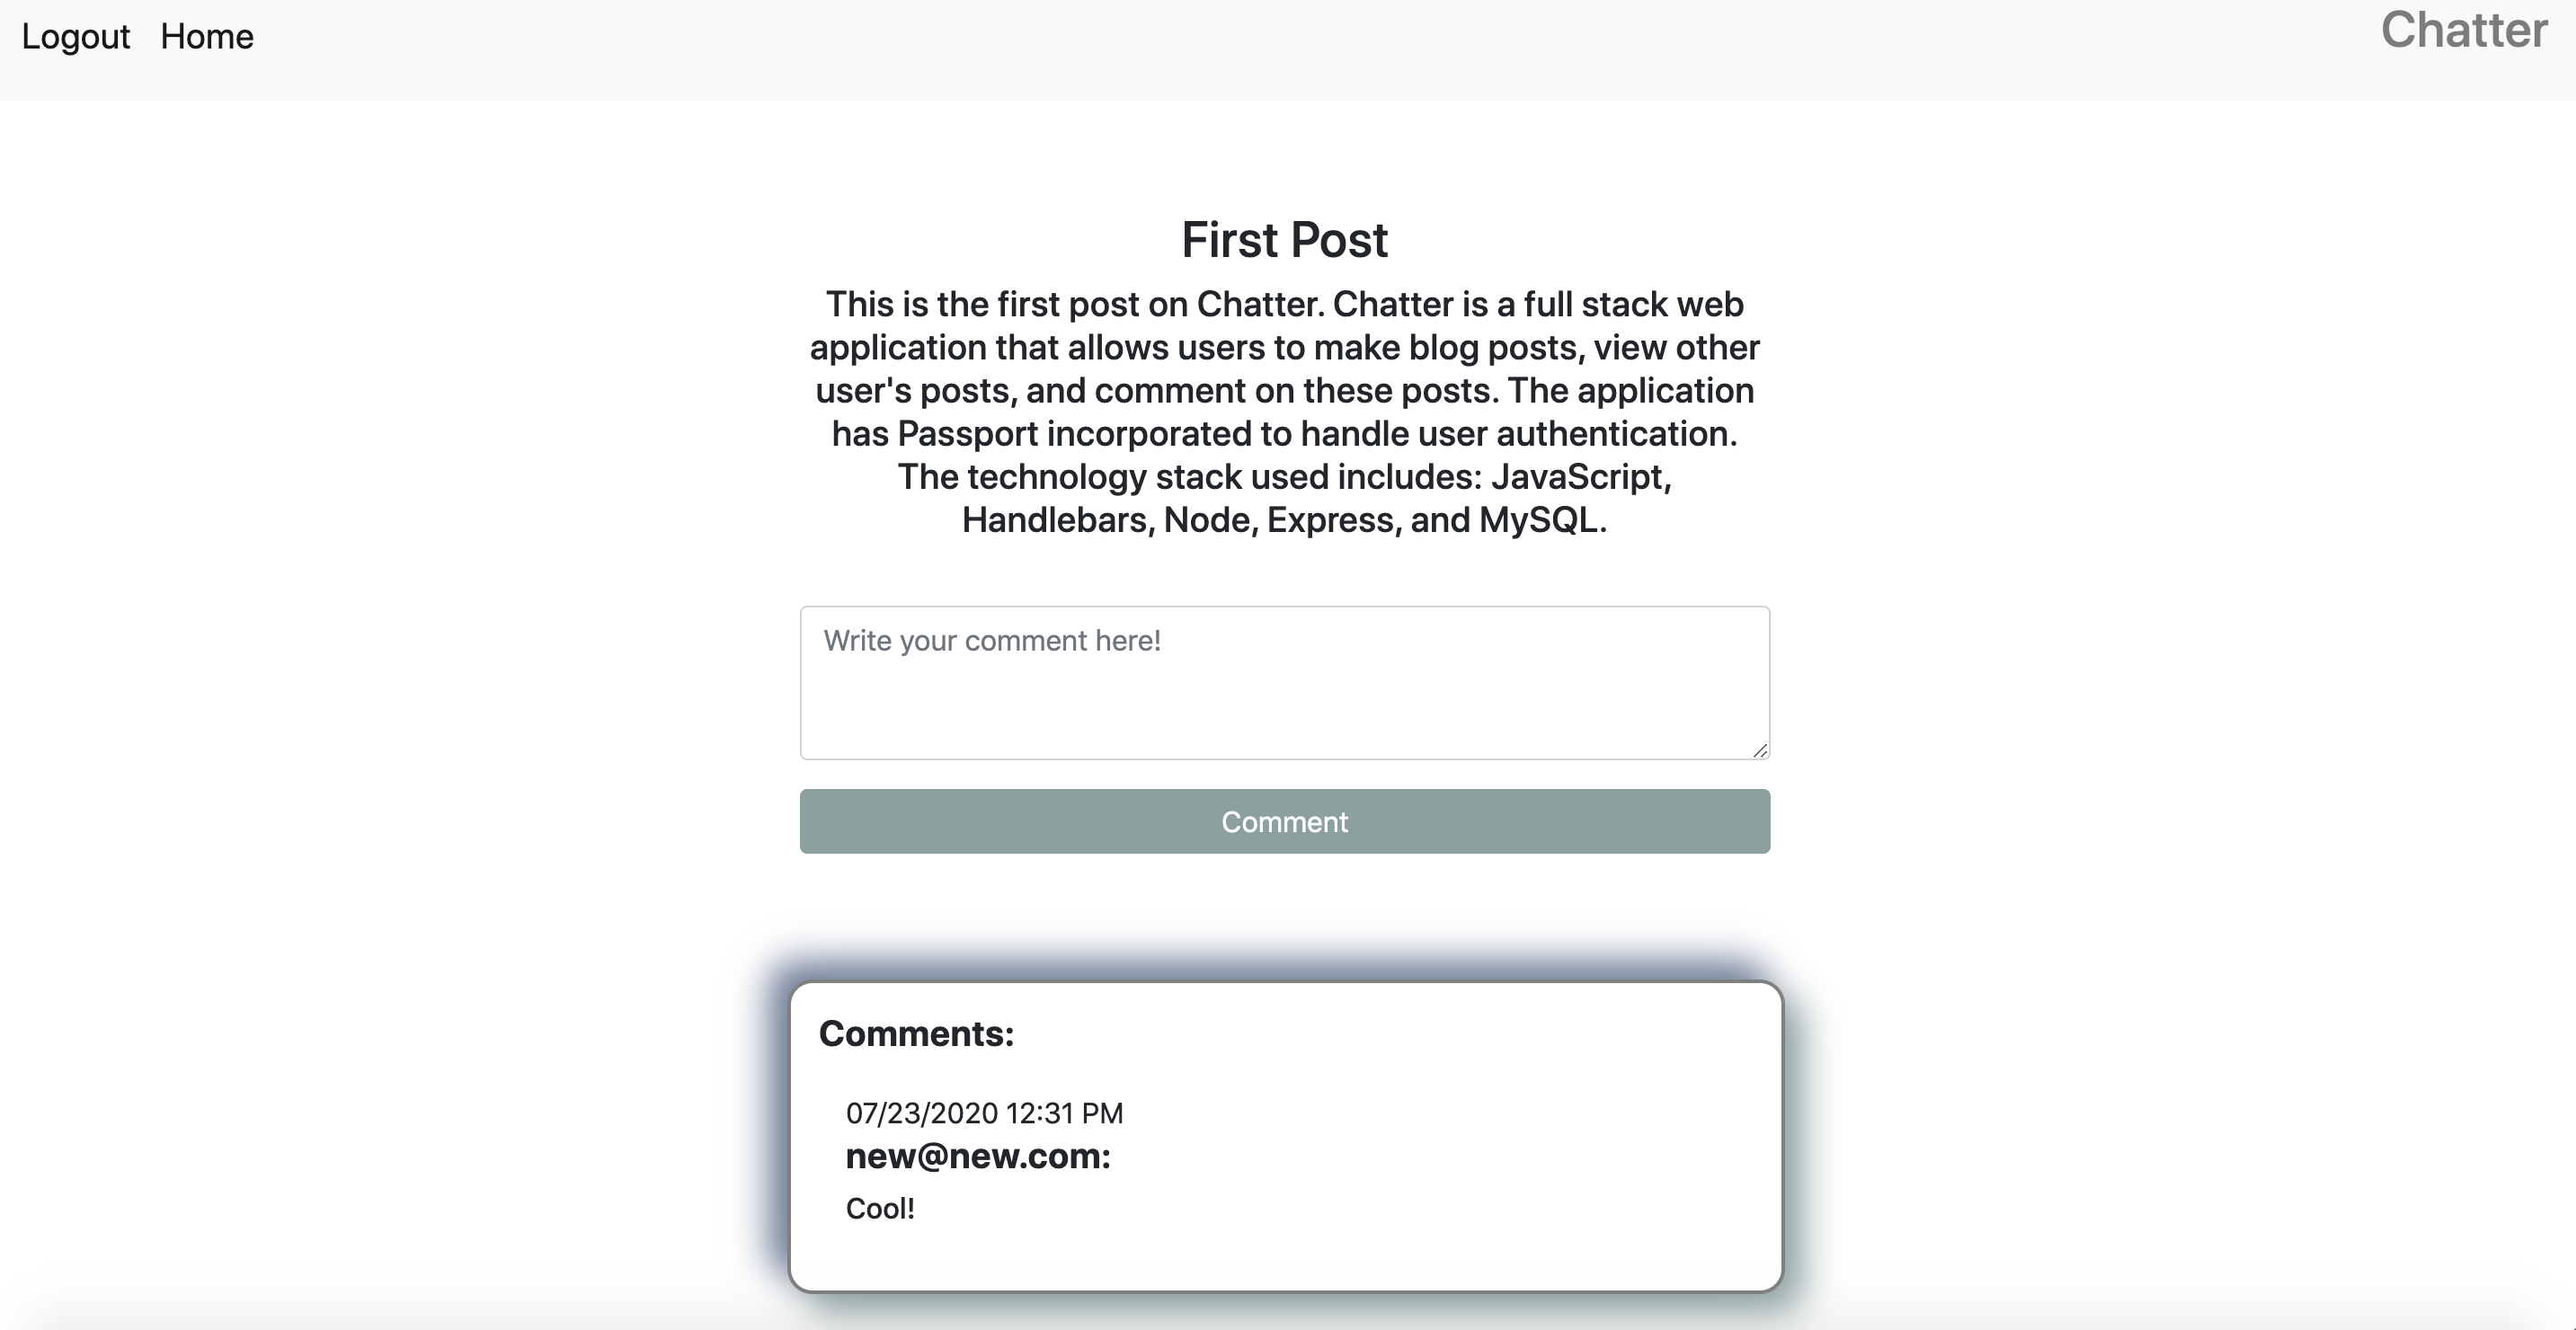 Logout Home Chatter
First Post
This is the first post on Chatter. Chatter is a full stack web
application that allows users to make blog posts, view other
user's posts, and comment on these posts. The application
has Passport incorporated to handle user authentication.
The technology stack used includes: JavaScript,
Handlebars, Node, Express, and MySQL.
Write your comment here!
Comment
Comments:
07/23/2020 12:31 PM
new@new.com:
Cool!